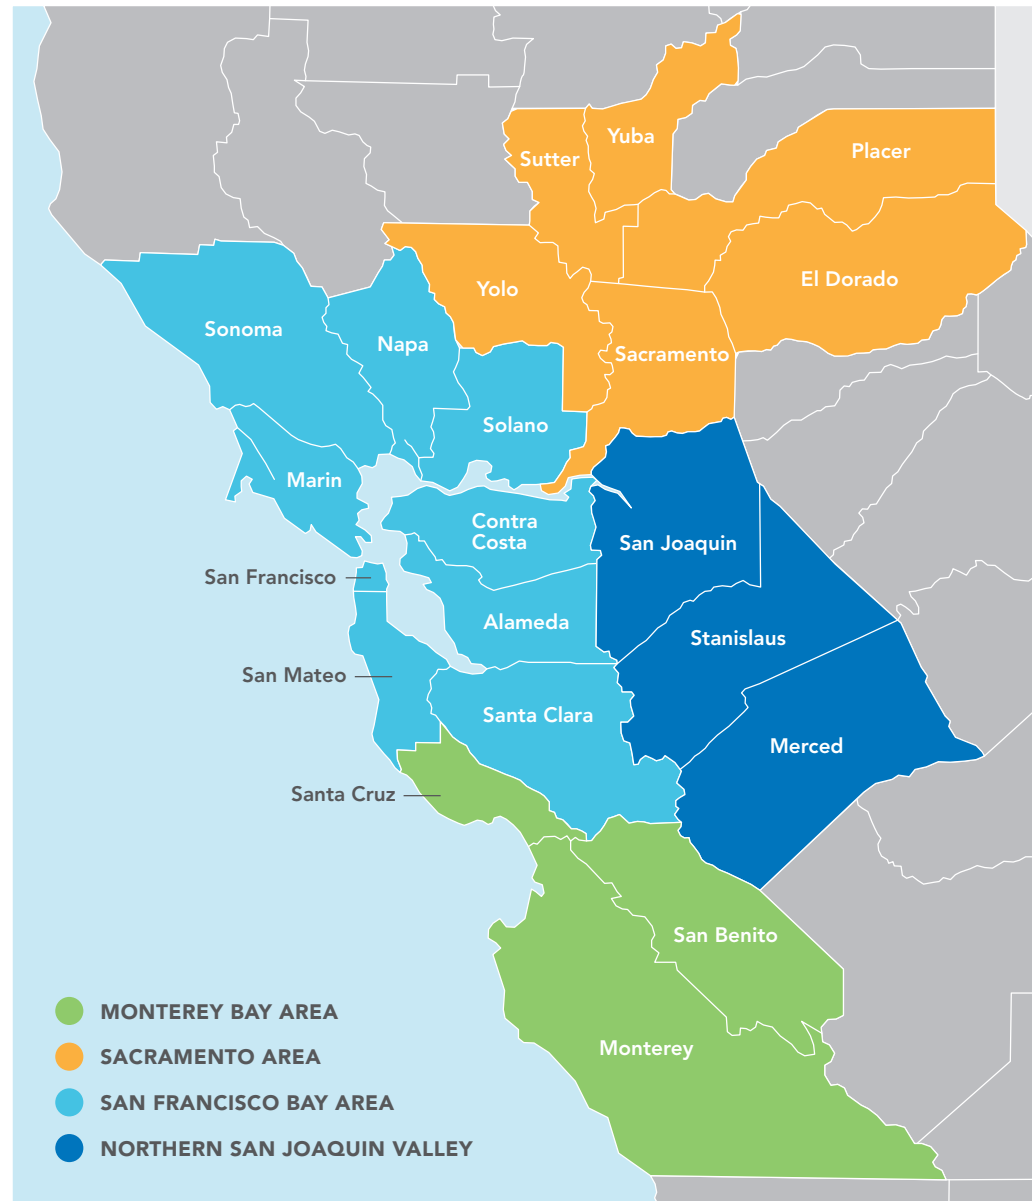 Yuba
Sutter
Placer
El Dorado
Yolo
Sonoma
Napa
Sacramento
Solano
Marin
Contra
Costa
San Joaquin
San Francisco
Alameda
Stanislaus
San Mateo
Santa Clara
Merced
Santa Cruz
San Benito
Monterey
MONTEREY BAY AREA
SACRAMENTO AREA
SAN FRANCISCO BAY AREA
NORTHERN SAN JOAQUIN VALLEY